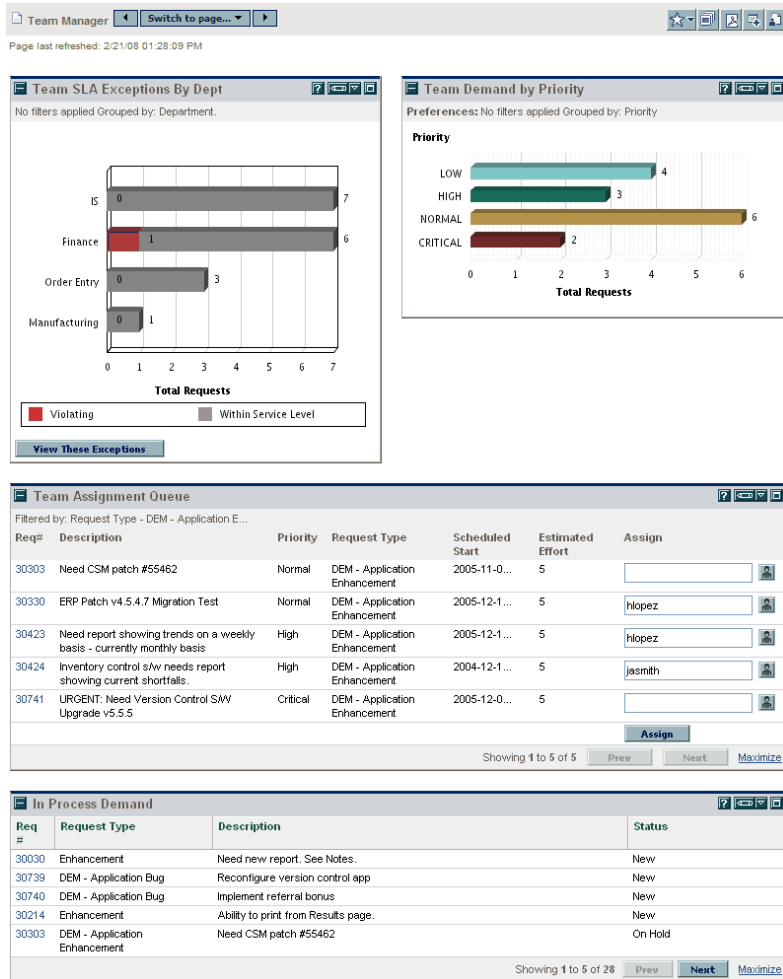 Team Manager Switch to page...
Page last refreshed: 2/21/08 01:28:09 PM
Team SLA Exceptions By Dept ?
No filters applied Grouped by: Department.
IS 0 7
Finance 1 6
Order Entry 0 3
Manufacturing 0 1
0 1 2 3 4 5 6 7
Total Requests
Violating Within Service Level
View These Exceptions
Team Demand by Priority ?
Preferences: No filters applied Grouped by: Priority
Priority
LOW 4
HIGH 3
NORMAL 6
CRITICAL 2
0 1 2 3 4 5 6
Total Requests
Team Assignment Queue ?
Filtered by: Request Type - DEM - Application E...
Req# Description Priority Request Type Scheduled Estimated Assign
Start Effort
30303 Need CSM patch #55462 Normal DEM - Application 2005-11-0... 5
Enhancement
30330 ERP Patch v4.5.4.7 Migration Test Normal DEM - Application 2005-12-1... 5 hlopez
Enhancement
30423 Need report showing trends on a weekly High DEM - Application 2005-12-1... 5 hlopez
basis - currently monthly basis Enhancement
30424 Inventory control s/w needs report High DEM - Application 2004-12-1... 5 jasmith
showing current shortfalls. Enhancement
30741 URGENT: Need Version Control S/W Critical DEM - Application 2005-12-0... 5
Upgrade v5.5.5 Enhancement
Assign
Showing 1 to 5 of 5 Prev Next Maximize
In Process Demand ?
Req Request Type Description Status
#
30030 Enhancement Need new report. See Notes. New
30739 DEM - Application Bug Reconfigure version control app New
30740 DEM - Application Bug Implement referral bonus New
30214 Enhancement Ability to print from Results page. New
30303 DEM - Application Need CSM patch #55462 On Hold
Enhancement
Showing 1 to 5 of 28 Prev Next Maximize